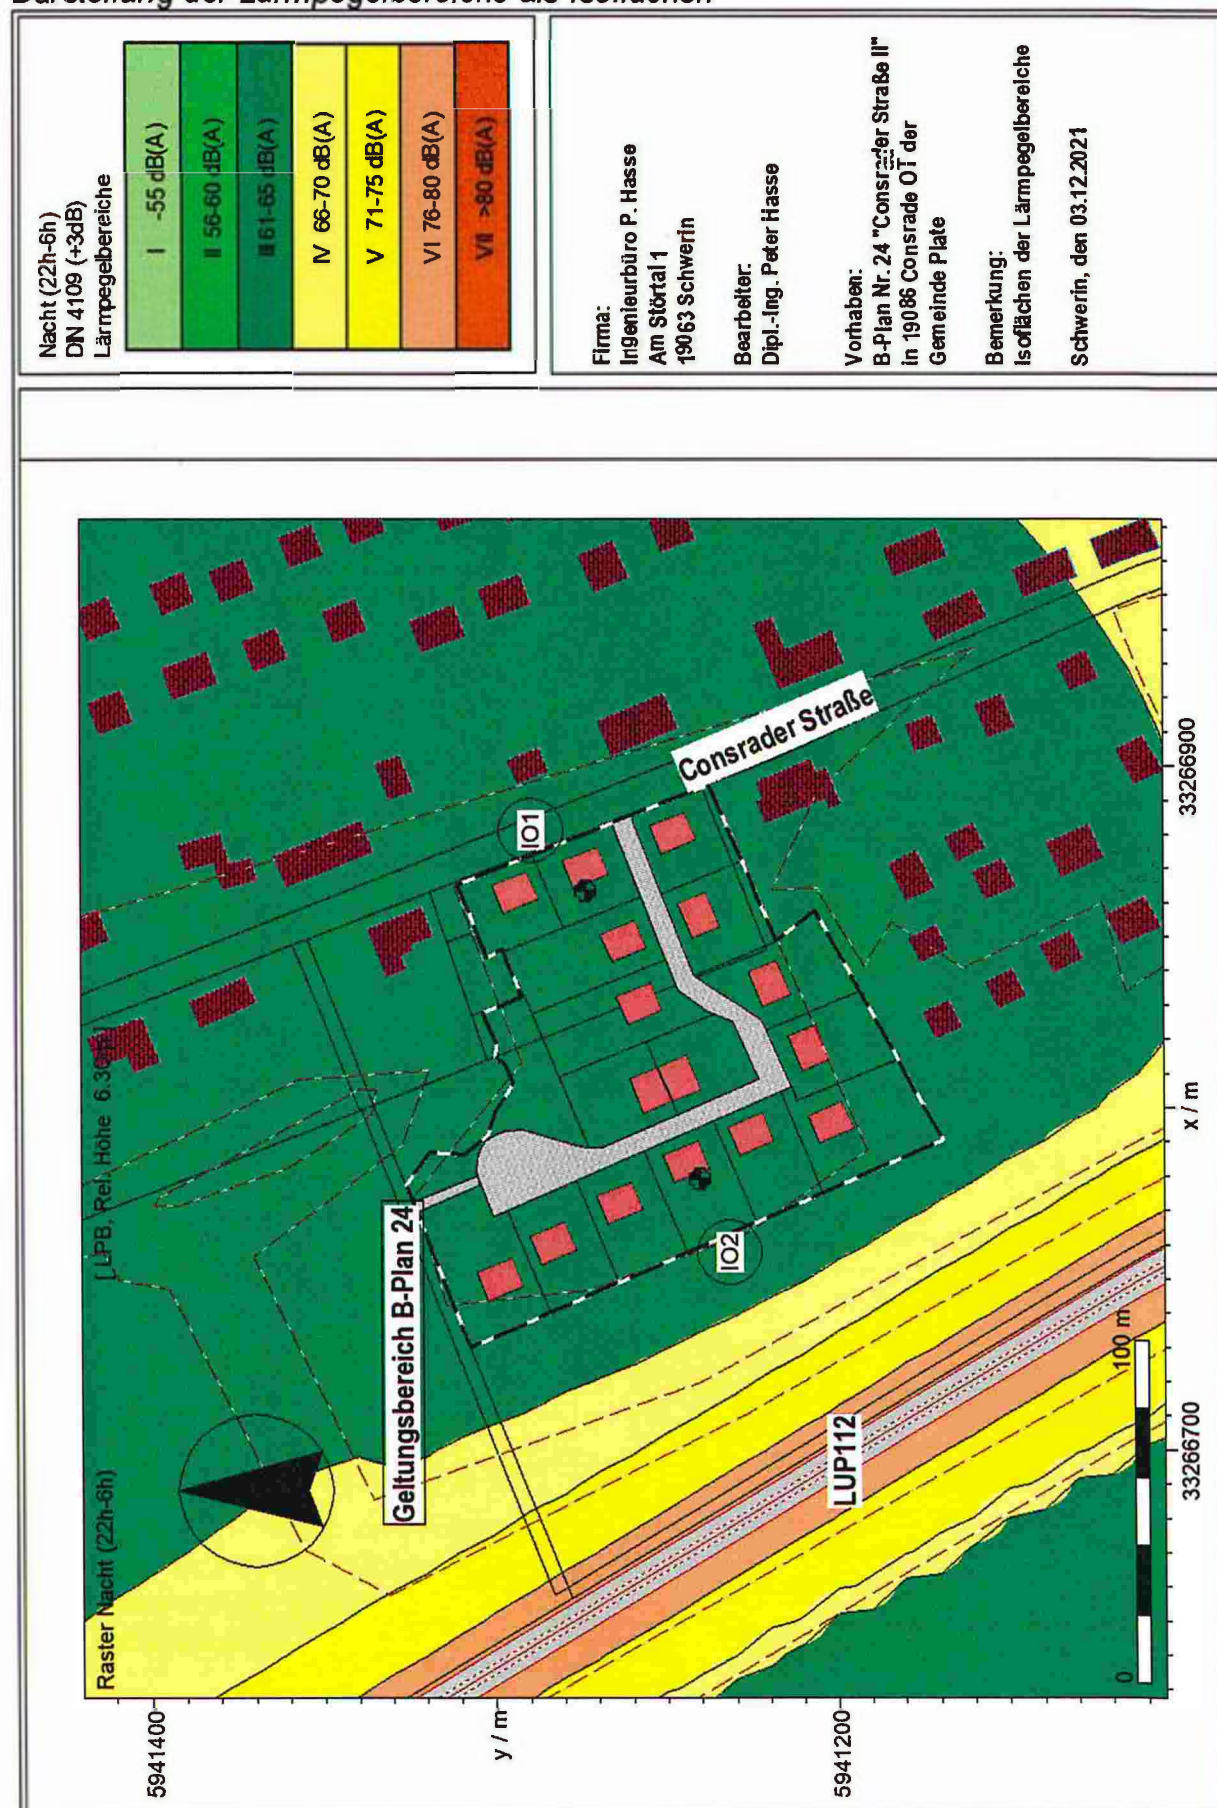 Darstellung der Lärmpegelbereiche als Isoflächen
Nacht (22h-6h)
DIN 4109 (+3dB)
Lärmpegelbereiche
I -55 dB(A)
II 56-60 dB(A)
III 61-65 dB(A)
IV 66-70 dB(A)
V 71-75 dB(A)
VI 76-80 dB(A)
VII >80 dB(A)
Firma:
Ingenieurbüro P. Hasse
Am Störtal 1
19063 Schwerin
Bearbeiter:
Dipl.-Ing. Peter Hasse
Vorhaben:
B-Plan Nr. 24 "Consrader Straße II"
in 19086 Consrade OT der
Gemeinde Plate
Bemerkung:
Isoflächen der Lärmpegelbereiche
Schwerin, den 03.12.2021
Raster Nacht (22h-6h)
[LLPB, Rel. Höhe 6.30m]
Geltungsbereich B-Plan 24
Consrader Straße
IO1
IO2
LUP112
0
100 m
5941400
y / m
5941200
33266700
x / m
33266900